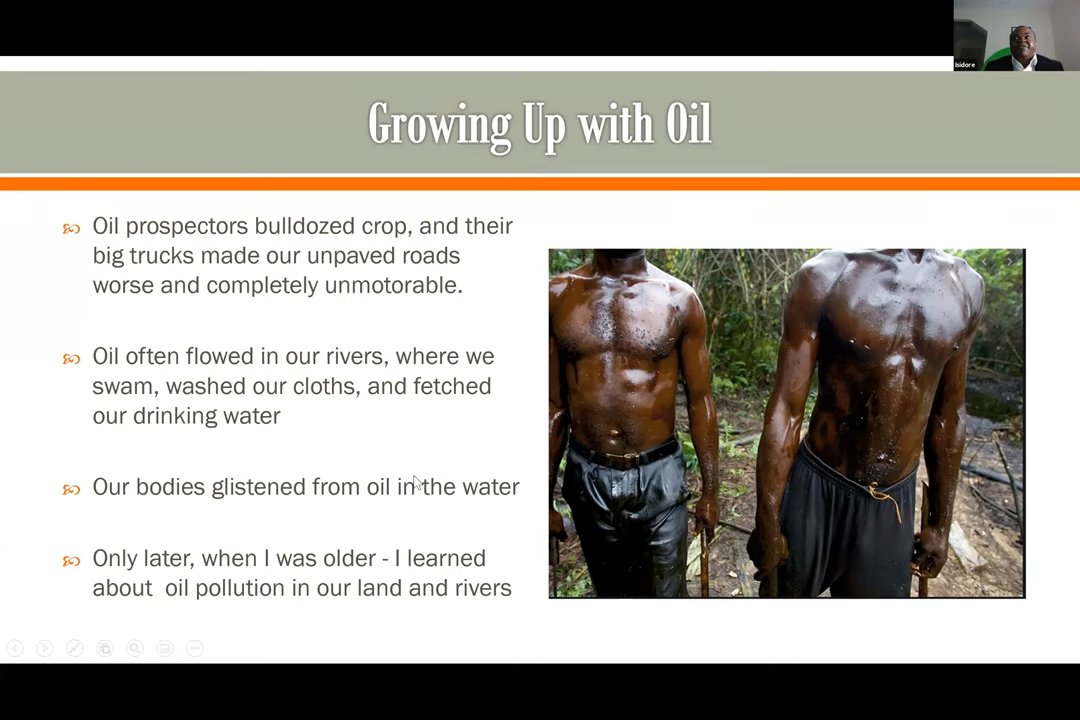 Isidore
Growing Up with Oil
Oil prospectors bulldozed crop, and their
big trucks made our unpaved roads
worse and completely unmotorable.
Oil often flowed in our rivers, where we
swam, washed our cloths, and fetched
our drinking water
Our bodies glistened from oil in the water
Only later, when I was older - I learned
about oil pollution in our land and rivers